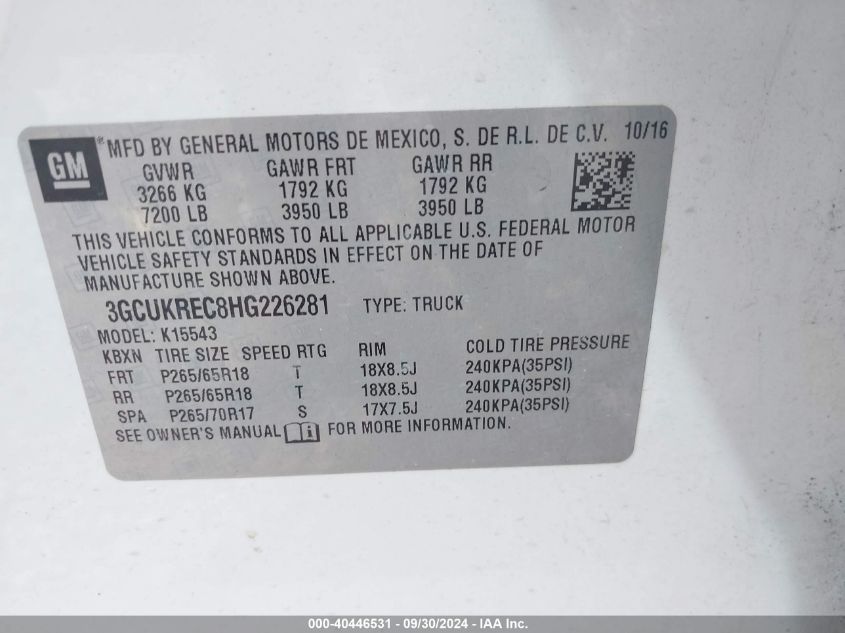 GM ® MFD BY GENERAL MOTORS DE MEXICO, S. DE R.L. DE C.V. 10/16
GVWR GAWR FRT GAWR RR
3266 KG 1792 KG 1792 KG
7200 LB 3950 LB 3950 LB
THIS VEHICLE CONFORMS TO ALL APPLICABLE U.S. FEDERAL MOTOR
VEHICLE SAFETY STANDARDS IN EFFECT ON THE DATE OF
MANUFACTURE SHOWN ABOVE.
3GCUKREC8HG226281 TYPE: TRUCK
MODEL: K15543
KBXN TIRE SIZE SPEED RTG RIM COLD TIRE PRESSURE
FRT P265/65R18 T 18X8.5J 240KPA(35PSI)
RR P265/65R18 T 18X8.5J 240KPA(35PSI)
SPA P265/70R17 S 17X7.5J 240KPA(35PSI)
SEE OWNER'S MANUAL FOR MORE INFORMATION.
000-40446531 - 09/30/2024 - IAA Inc.